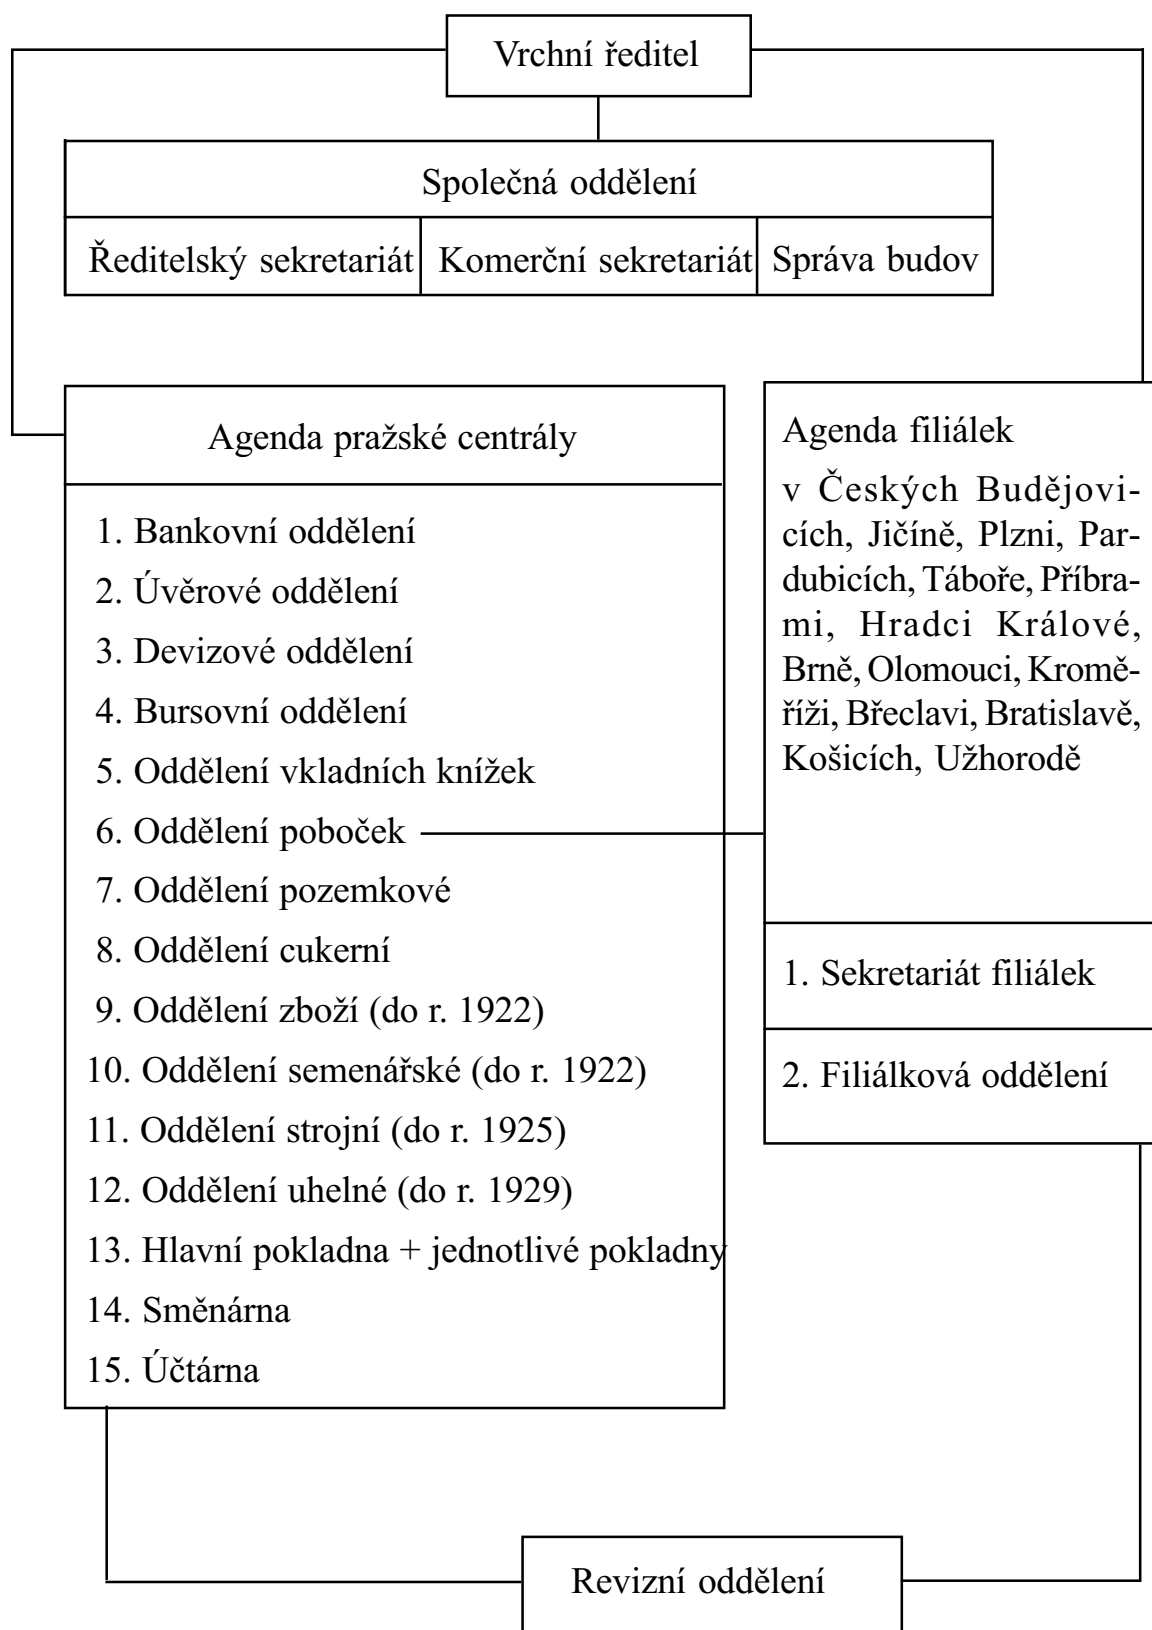 Vrchní ředitel
Společná oddělení
Ředitelský sekretariát
Komerční sekretariát
Správa budov
Agenda pražské centrály
1. Bankovní oddělení
2. Úvěrové oddělení
3. Devizové oddělení
4. Bursovní oddělení
5. Oddělení vkladních knížek
6. Oddělení poboček
7. Oddělení pozemkové
8. Oddělení cukerní
9. Oddělení zboží (do r. 1922)
10. Oddělení semenářské (do r. 1922)
11. Oddělení strojní (do r. 1925)
12. Oddělení uhelné (do r. 1929)
13. Hlavní pokladna + jednotlivé pokladny
14. Směnárna
15. Účtárna
Agenda filiálek
v Českých Budějovi-
cích, Jičíně, Plzni, Par-
dubicích, Táboře, Příbra-
mi, Hradci Králové,
Brně, Olomouci, Kromě-
říži, Břeclavi, Bratislavě,
Košicích, Užhorodě
1. Sekretariát filiálek
2. Filiálková oddělení
Revizní oddělení